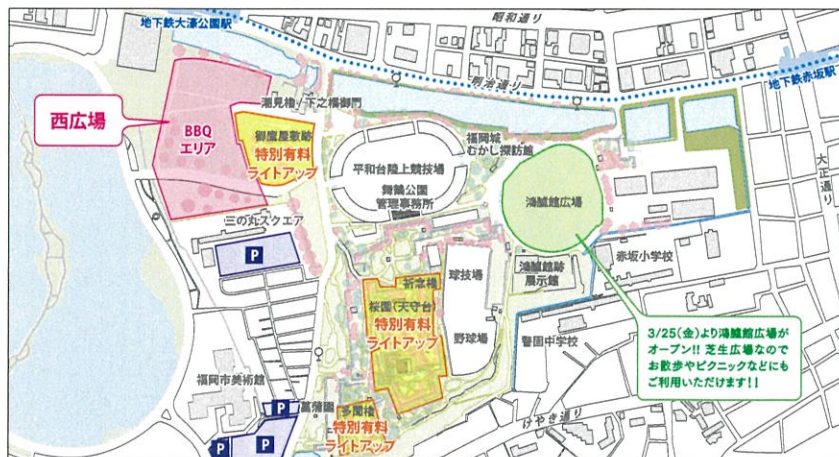 地下鉄大濠公園駅
昭和通り
明治通り
地下鉄赤坂駅
西広場
BBQ
エリア
潮見櫓/下之橋御門
御鷹屋敷跡
特別有料
ライトアップ
平和台陸上競技場
舞鶴公園
管理事務所
福岡城
むかし探訪館
鴻臚館広場
大正通り
三の丸スクエア
P
鴻臚館跡
展示館
赤坂小学校
祈念櫓
桜園(天守台)
特別有料
ライトアップ
球技場
野球場
3/25(金)より鴻臚館広場が
オープン!! 芝生広場なので
お散歩やピクニックなどにも
ご利用いただけます!!
警固中学校
福岡市美術館
菖蒲園
多聞櫓
特別有料
ライトアップ
けやき通り
P
P
P